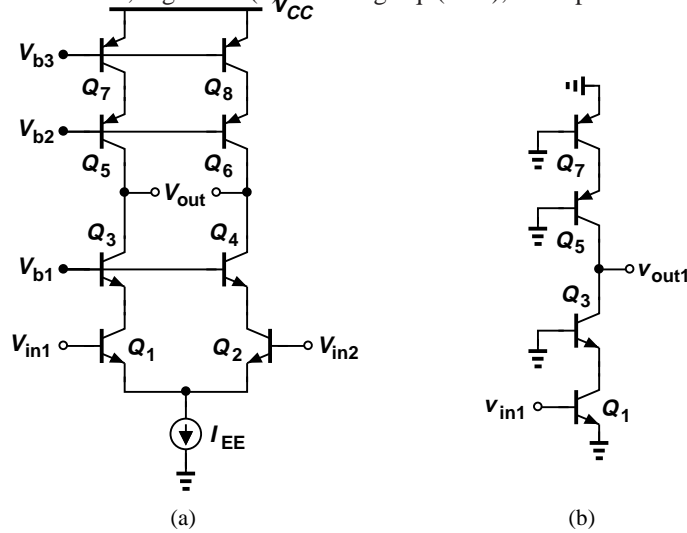 V_CC
V_b3
Q_7 Q_8
V_b2
Q_5 Q_6
V_out
Q_3 Q_4
V_b1
V_in1 Q_1 Q_2 V_in2
I_EE
(a)
Q_7
Q_5
v_out1
Q_3
v_in1 Q_1
(b)